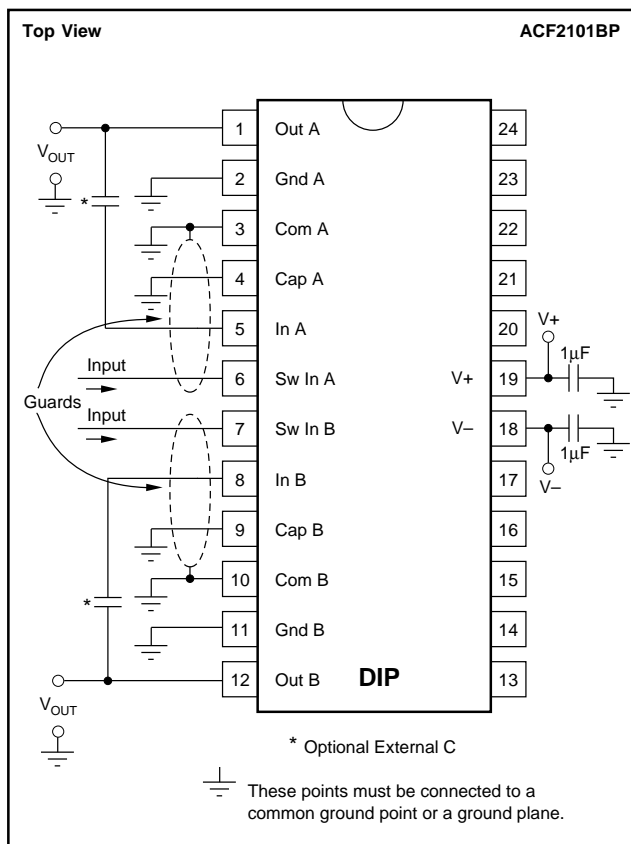 Top View
ACF2101BP
1 Out A 24
V_OUT
2 Gnd A 23
*
3 Com A 22
4 Cap A 21
5 In A 20
V+
1µF
Input
6 Sw In A V+ 19
Guards
Input
7 Sw In B V– 18
1µF
V–
8 In B 17
9 Cap B 16
10 Com B 15
*
11 Gnd B 14
12 Out B DIP 13
V_OUT
* Optional External C
These points must be connected to a
common ground point or a ground plane.